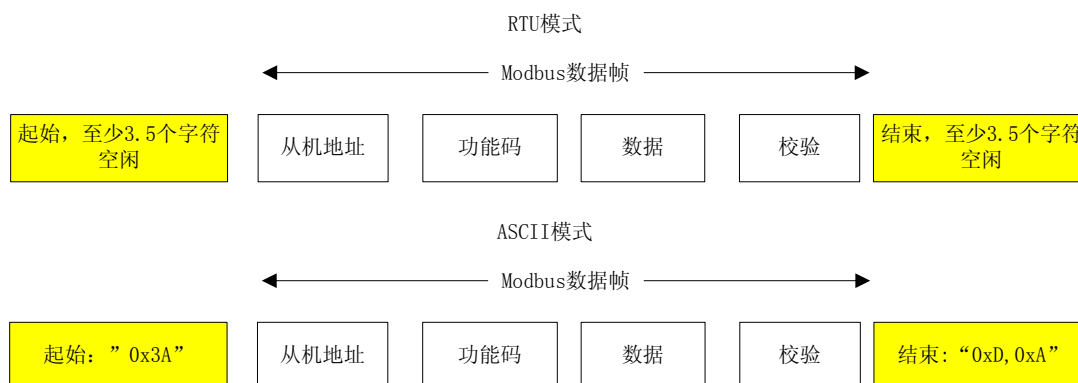 RTU模式
Modbus数据帧
起始，至少3.5个字符
空闲
从机地址
功能码
数据
校验
结束，至少3.5个字符
空闲
ASCII模式
Modbus数据帧
起始：”0x3A”
从机地址
功能码
数据
校验
结束:“0xD,0xA”